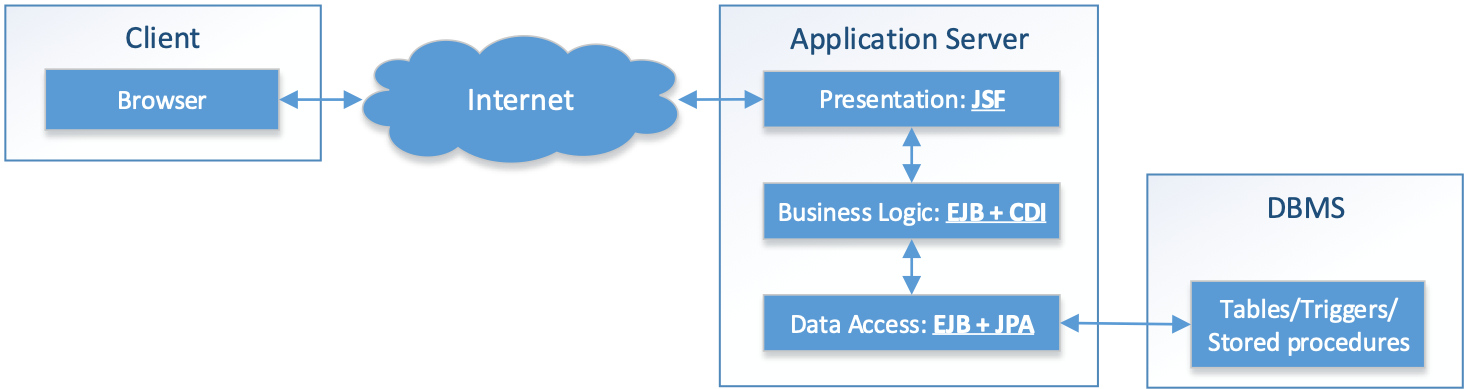 Client
Browser
Internet
Application Server
Presentation: JSF
Business Logic: EJB + CDI
Data Access: EJB + JPA
DBMS
Tables/Triggers/
Stored procedures